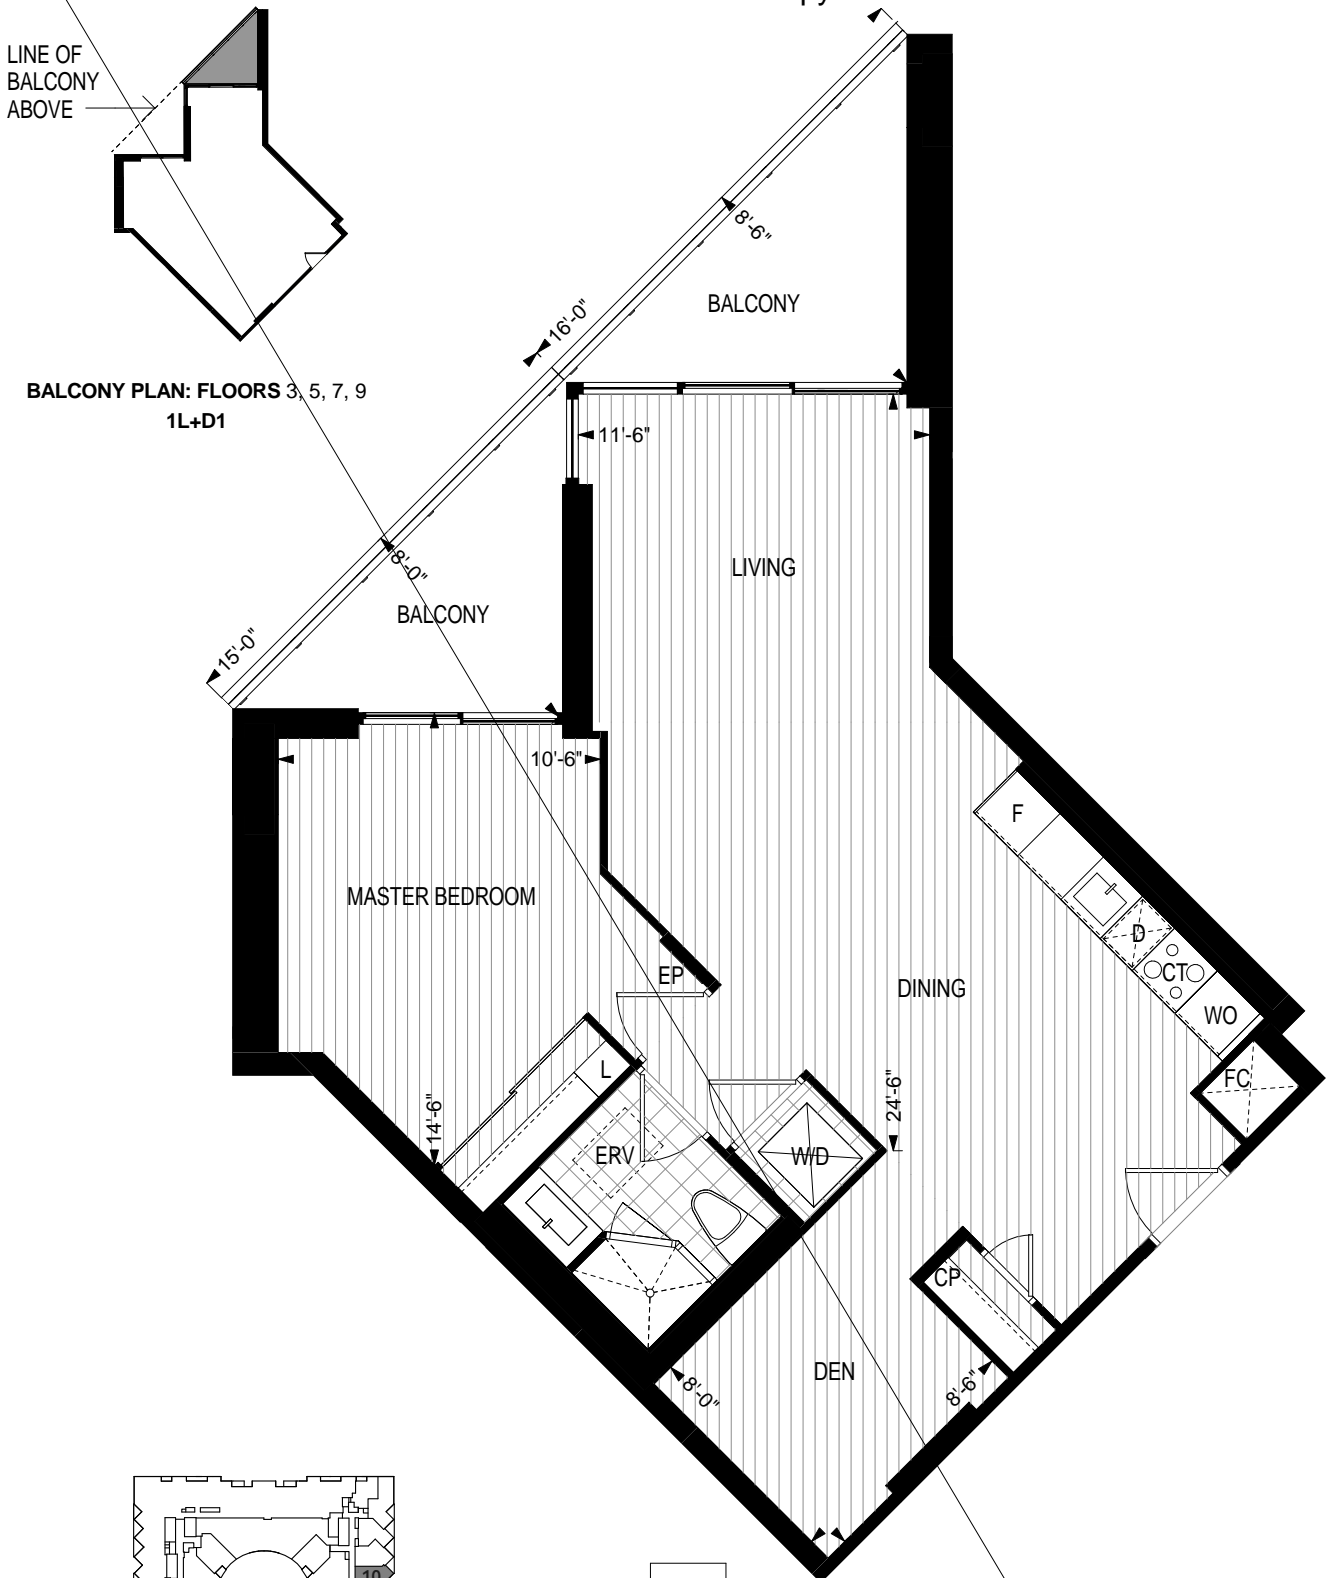 LINE OF
BALCONY
ABOVE
BALCONY PLAN: FLOORS 3, 5, 7, 9
1L+D1
8'-6"
BALCONY
16'-0"
11'-6"
LIVING
8'-0"
BALCONY
15'-0"
10'-6"
F
MASTER BEDROOM
D
EP
CT
DINING
WO
L
FC
24'-6"
14'-6"
ERV
W/D
CP
DEN
8'-0"
8'-6"
10